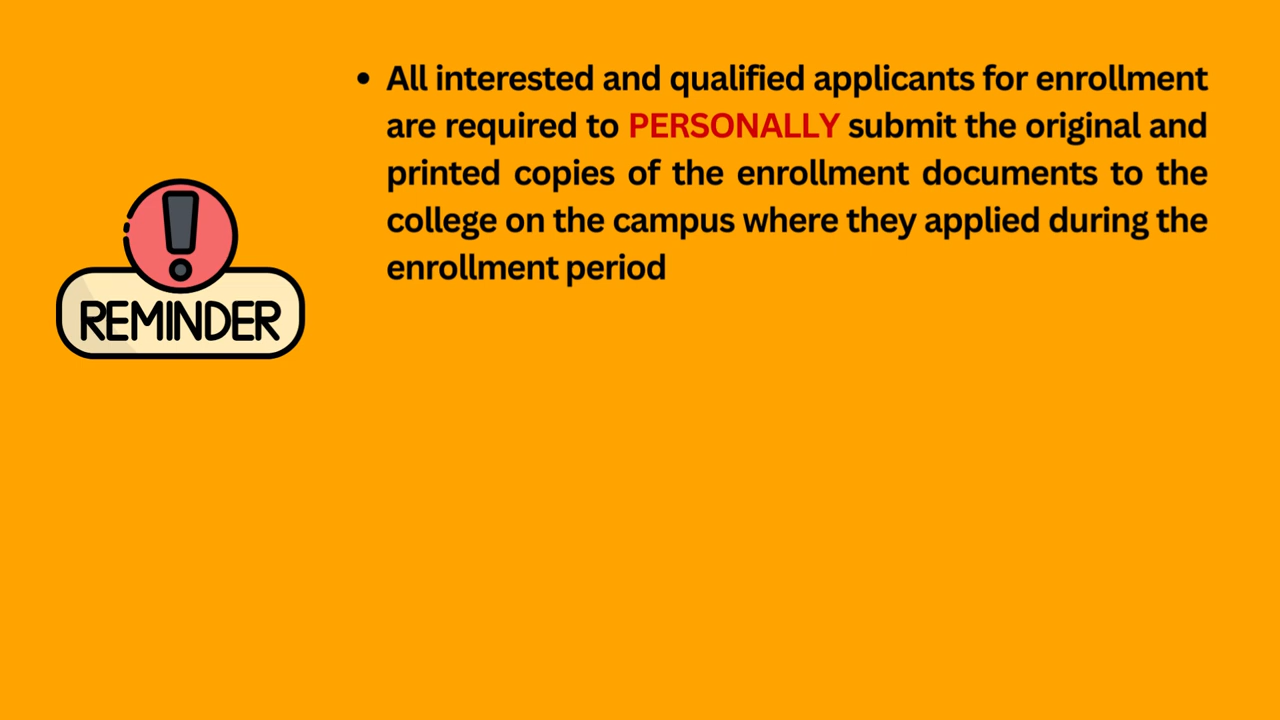 • All interested and qualified applicants for enrollment
are required to PERSONALLY submit the original and
printed copies of the enrollment documents to the
college on the campus where they applied during the
enrollment period
REMINDER